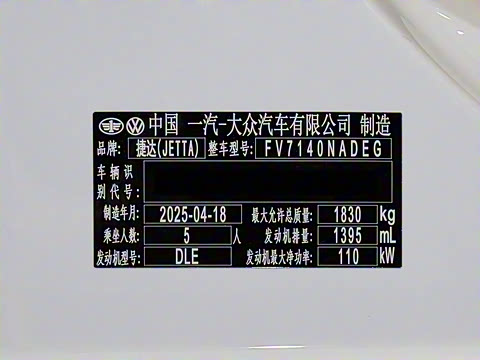 中国 一汽-大众汽车有限公司 制造
品牌: 捷达(JETTA) 整车型号: FV7140NADEG
车辆识
别代号:
制造年月: 2025-04-18 最大允许总质量: 1830 kg
乘座人数: 5 人 发动机排量: 1395 mL
发动机型号: DLE 发动机最大净功率: 110 kW